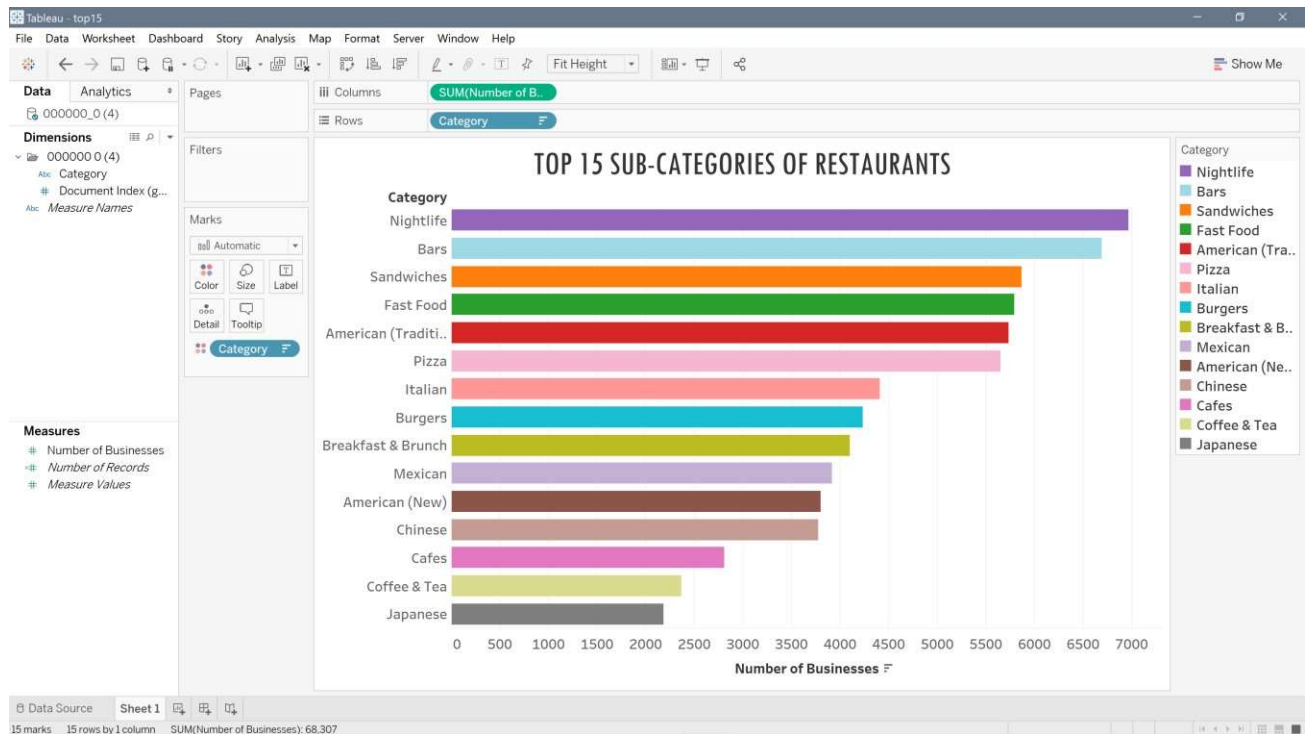 Tableau - top15
File Data Worksheet Dashboard Story Analysis Map Format Server Window Help
Fit Height
Show Me
Data Analytics
000000_0 (4)
Dimensions
000000 0 (4)
Abc Category
# Document Index (g...
Abc Measure Names
Measures
# Number of Businesses
=# Number of Records
# Measure Values
Pages
Filters
Marks
Automatic
Color Size Label
Detail Tooltip
Category
Columns SUM(Number of B..
Rows Category
TOP 15 SUB-CATEGORIES OF RESTAURANTS
Category
Nightlife
Bars
Sandwiches
Fast Food
American (Traditi..
Pizza
Italian
Burgers
Breakfast & Brunch
Mexican
American (New)
Chinese
Cafes
Coffee & Tea
Japanese
0 500 1000 1500 2000 2500 3000 3500 4000 4500 5000 5500 6000 6500 7000
Number of Businesses
Category
Nightlife
Bars
Sandwiches
Fast Food
American (Tra..
Pizza
Italian
Burgers
Breakfast & B..
Mexican
American (Ne..
Chinese
Cafes
Coffee & Tea
Japanese
Data Source Sheet 1
15 marks 15 rows by 1 column SUM(Number of Businesses): 68,307